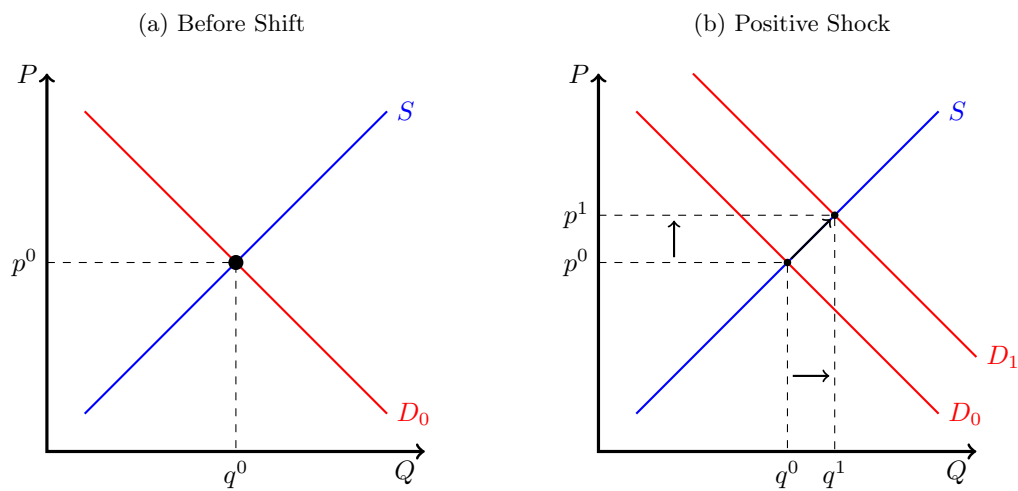 (a) Before Shift
P
S
p⁰
D₀
q⁰
Q
(b) Positive Shock
P
S
p¹
p⁰
D₁
D₀
q⁰ q¹
Q